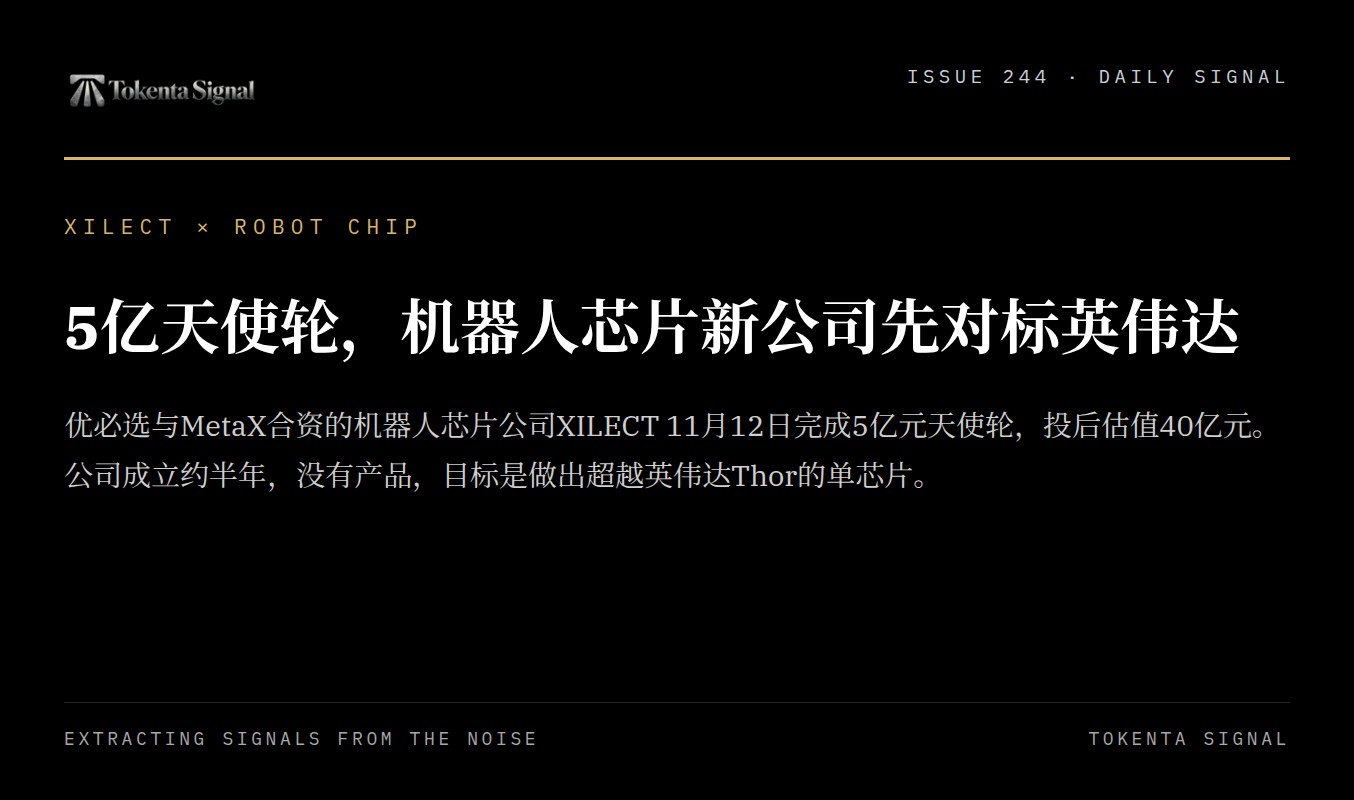 Tokenta Signal
ISSUE 244 · DAILY SIGNAL
XILECT × ROBOT CHIP
5亿天使轮，机器人芯片新公司先对标英伟达
优必选与MetaX合资的机器人芯片公司XILECT 11月12日完成5亿元天使轮，投后估值40亿元。
公司成立约半年，没有产品，目标是做出超越英伟达Thor的单芯片。
EXTRACTING SIGNALS FROM THE NOISE
TOKENTA SIGNAL